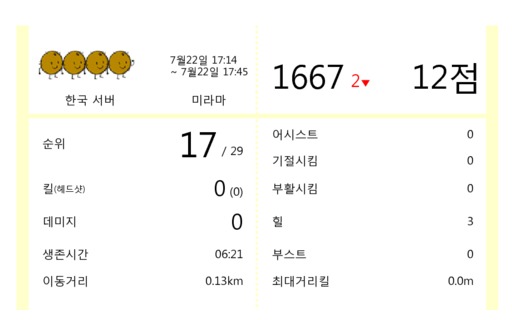 7월22일 17:14
~ 7월22일 17:45
한국 서버 미라마
1667 2▼ 12점
순위 17 / 29
킬(헤드샷) 0 (0)
데미지 0
생존시간 06:21
이동거리 0.13km
어시스트 0
기절시킴 0
부활시킴 0
힐 3
부스트 0
최대거리킬 0.0m